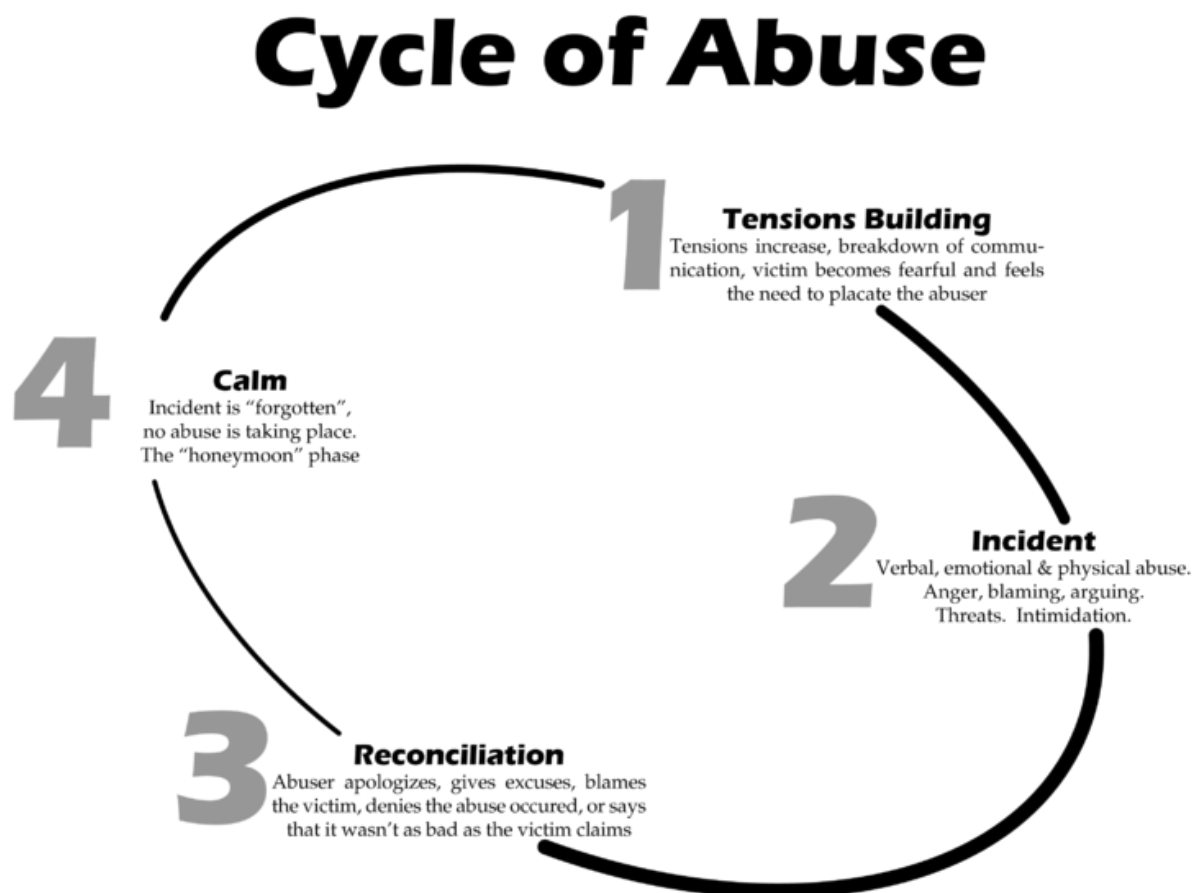 Cycle of Abuse
1
Tensions Building
Tensions increase, breakdown of commu-
nication, victim becomes fearful and feels
the need to placate the abuser
2
Incident
Verbal, emotional & physical abuse.
Anger, blaming, arguing.
Threats. Intimidation.
3
Reconciliation
Abuser apologizes, gives excuses, blames
the victim, denies the abuse occured, or says
that it wasn’t as bad as the victim claims
4
Calm
Incident is “forgotten”,
no abuse is taking place.
The “honeymoon” phase